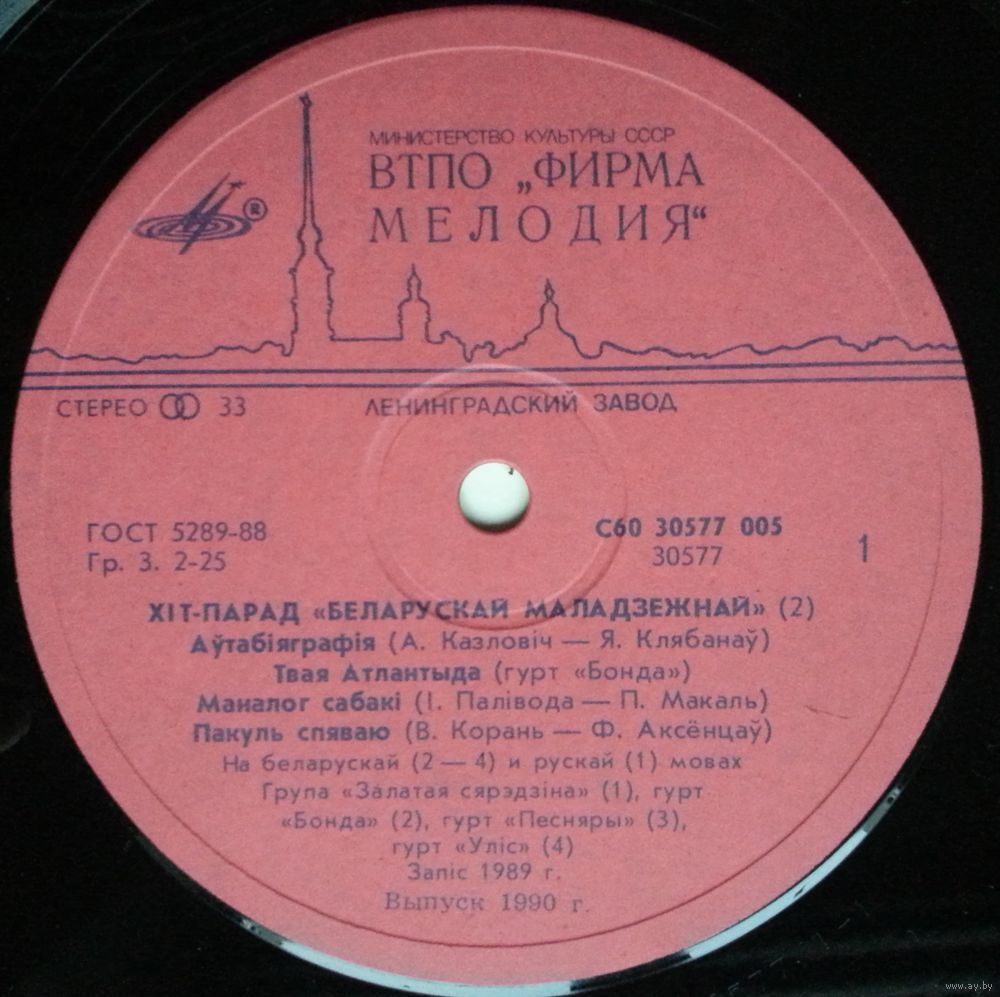 МИНИСТЕРСТВО КУЛЬТУРЫ СССР
ВТПО „ФИРМА
МЕЛОДИЯ“
®
СТЕРЕО 33
ЛЕНИНГРАДСКИЙ ЗАВОД
ГОСТ 5289-88
Гр. 3. 2-25
С60 30577 005
30577
1
ХІТ-ПАРАД «БЕЛАРУСКАЙ МАЛАДЗЕЖНАЙ» (2)
Аўтабіяграфія (А. Казловіч — Я. Клябанаў)
Твая Атлантыда (гурт «Бонда»)
Маналог сабакі (І. Палівода — П. Макаль)
Пакуль спяваю (В. Корань — Ф. Аксёнцаў)
На беларускай (2 — 4) и рускай (1) мовах
Група «Залатая сярэдзіна» (1), гурт
«Бонда» (2), гурт «Песняры» (3),
гурт «Уліс» (4)
Запіс 1989 г.
Выпуск 1990 г.
www.ay.by